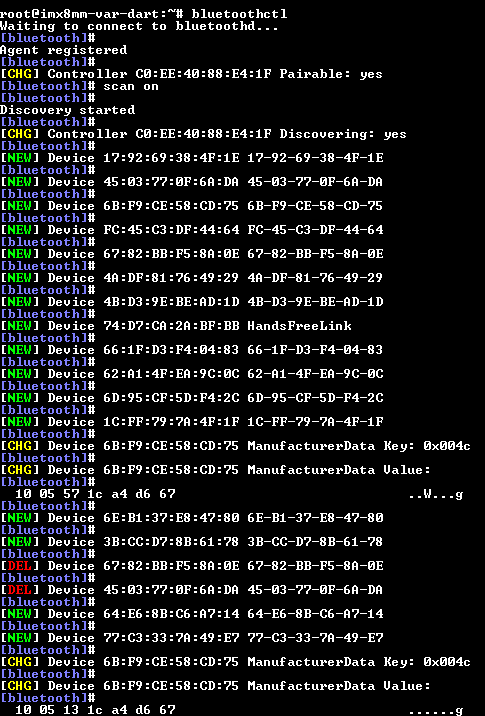 root@imx8mm-var-dart:~# bluetoothctl
Waiting to connect to bluetoothd...
[bluetooth]#
Agent registered
[bluetooth]#
[CHG] Controller C0:EE:40:88:E4:1F Pairable: yes
[bluetooth]# scan on
[bluetooth]#
Discovery started
[bluetooth]#
[CHG] Controller C0:EE:40:88:E4:1F Discovering: yes
[bluetooth]#
[NEW] Device 17:92:69:38:4F:1E 17-92-69-38-4F-1E
[bluetooth]#
[NEW] Device 45:03:77:0F:6A:DA 45-03-77-0F-6A-DA
[bluetooth]#
[NEW] Device 6B:F9:CE:58:CD:75 6B-F9-CE-58-CD-75
[bluetooth]#
[NEW] Device FC:45:C3:DF:44:64 FC-45-C3-DF-44-64
[bluetooth]#
[NEW] Device 67:82:BB:F5:8A:0E 67-82-BB-F5-8A-0E
[bluetooth]#
[NEW] Device 4A:DF:81:76:49:29 4A-DF-81-76-49-29
[bluetooth]#
[NEW] Device 4B:D3:9E:BE:AD:1D 4B-D3-9E-BE-AD-1D
[bluetooth]#
[NEW] Device 74:D7:CA:2A:BF:BB HandsFreeLink
[bluetooth]#
[NEW] Device 66:1F:D3:F4:04:83 66-1F-D3-F4-04-83
[bluetooth]#
[NEW] Device 62:A1:4F:EA:9C:0C 62-A1-4F-EA-9C-0C
[bluetooth]#
[NEW] Device 6D:95:CF:5D:F4:2C 6D-95-CF-5D-F4-2C
[bluetooth]#
[NEW] Device 1C:FF:79:7A:4F:1F 1C-FF-79-7A-4F-1F
[bluetooth]#
[CHG] Device 6B:F9:CE:58:CD:75 ManufacturerData Key: 0x004c
[bluetooth]#
[CHG] Device 6B:F9:CE:58:CD:75 ManufacturerData Value:
[bluetooth]#
10 05 57 1c a4 d6 67 ..W...g
[bluetooth]#
[NEW] Device 6E:B1:37:E8:47:80 6E-B1-37-E8-47-80
[bluetooth]#
[NEW] Device 3B:CC:D7:8B:61:78 3B-CC-D7-8B-61-78
[bluetooth]#
[DEL] Device 67:82:BB:F5:8A:0E 67-82-BB-F5-8A-0E
[bluetooth]#
[DEL] Device 45:03:77:0F:6A:DA 45-03-77-0F-6A-DA
[bluetooth]#
[NEW] Device 64:E6:8B:C6:A7:14 64-E6-8B-C6-A7-14
[bluetooth]#
[NEW] Device 77:C3:33:7A:49:E7 77-C3-33-7A-49-E7
[bluetooth]#
[CHG] Device 6B:F9:CE:58:CD:75 ManufacturerData Key: 0x004c
[bluetooth]#
[CHG] Device 6B:F9:CE:58:CD:75 ManufacturerData Value:
[bluetooth]#
10 05 13 1c a4 d6 67 ......g